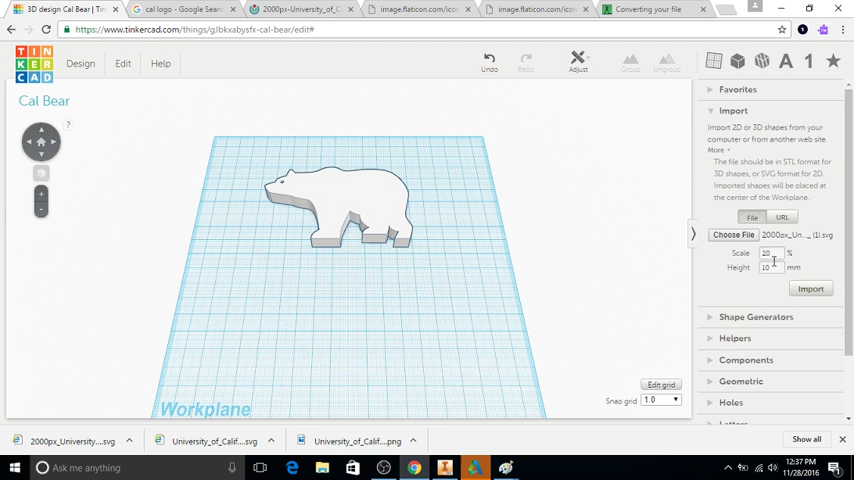 3D design Cal Bear | Tin
cal logo - Google Search
2000px-University_of_Ca
image.flaticon.com/icon
image.flaticon.com/icon
Converting your file
Cal
https://www.tinkercad.com/things/gJbkxabysfx-cal-bear/edit#
TIN
KER
CAD
Design
Edit
Help
Undo
Redo
Adjust
Group
Ungroup
Cal Bear
?
Favorites
Import
Import 2D or 3D shapes from your
computer or from another web site.
More
The file should be in STL format for
3D shapes, or SVG format for 2D.
Imported shapes will be placed at
the center of the Workplane.
File
URL
Choose File 2000px_Un..._ (1).svg
Scale 20 %
Height 10 mm
Import
Shape Generators
Helpers
Components
Geometric
Holes
Letters
Workplane
Edit grid
Snap grid 1.0
2000px_University....svg
University_of_Calif....svg
University_of_Calif....png
Show all
Ask me anything
12:37 PM
11/28/2016